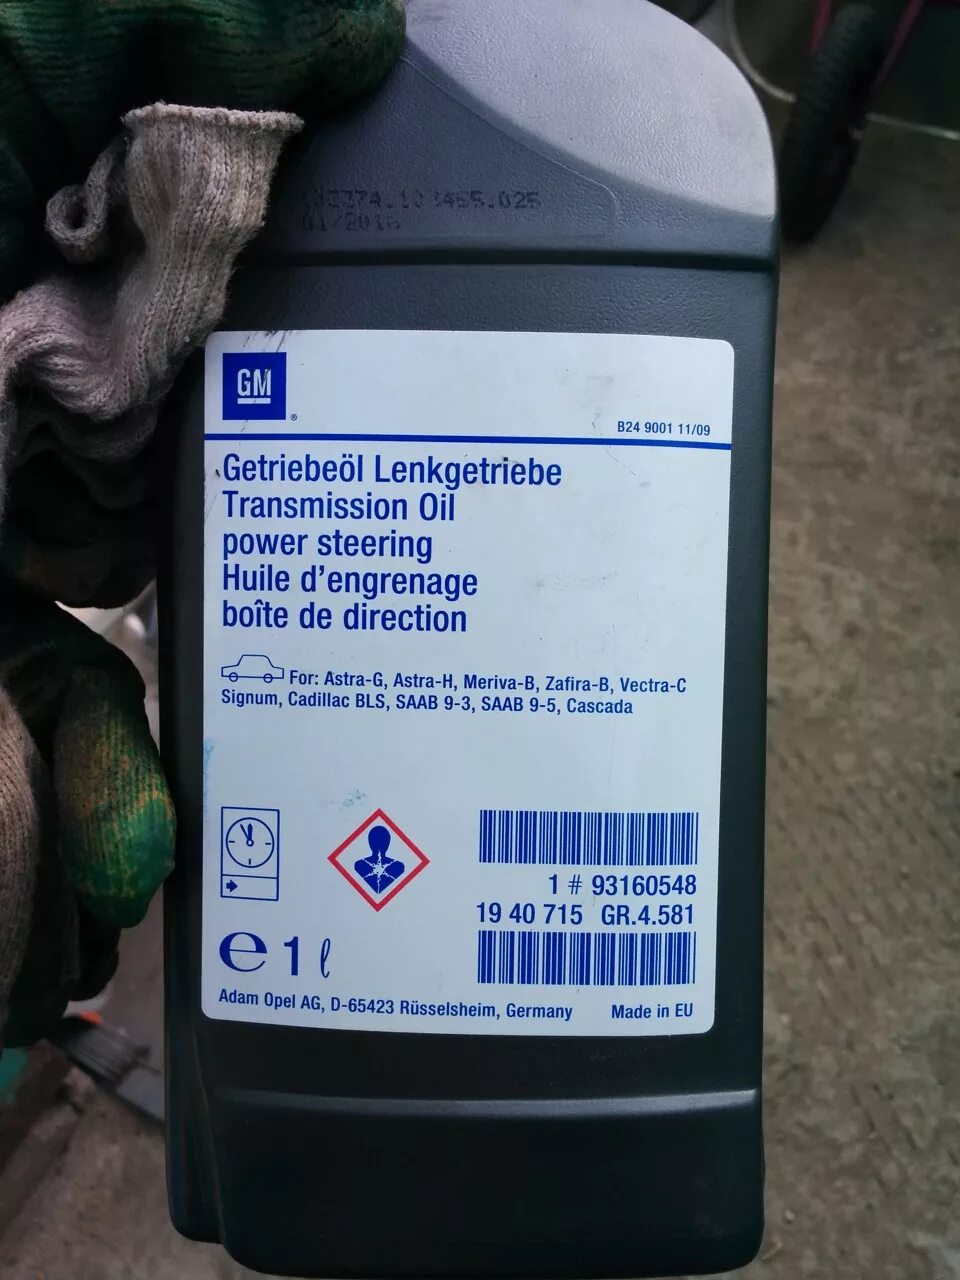 01/2016
GM
®
B24 9001 11/09
Getriebeöl Lenkgetriebe
Transmission Oil
power steering
Huile d'engrenage
boîte de direction
For: Astra-G, Astra-H, Meriva-B, Zafira-B, Vectra-C
Signum, Cadillac BLS, SAAB 9-3, SAAB 9-5, Cascada
1 # 93160548
19 40 715 GR.4.581
e 1 ℓ
Adam Opel AG, D-65423 Rüsselsheim, Germany Made in EU